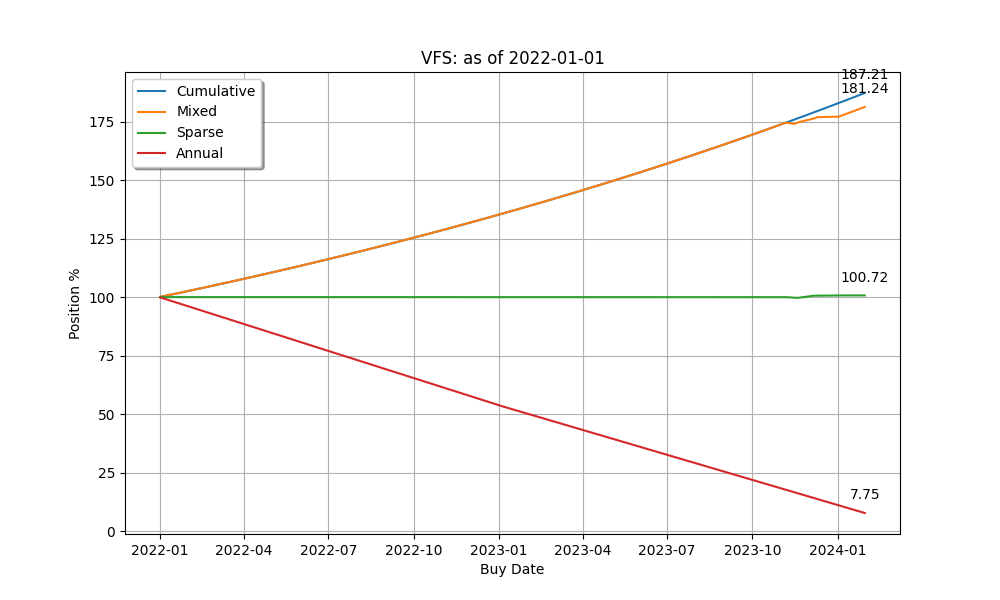 VFS: as of 2022-01-01
187.21
181.24
Cumulative
Mixed
Sparse
Annual
100.72
7.75
Position %
175
150
125
100
75
50
25
0
2022-01 2022-04 2022-07 2022-10 2023-01 2023-04 2023-07 2023-10 2024-01
Buy Date